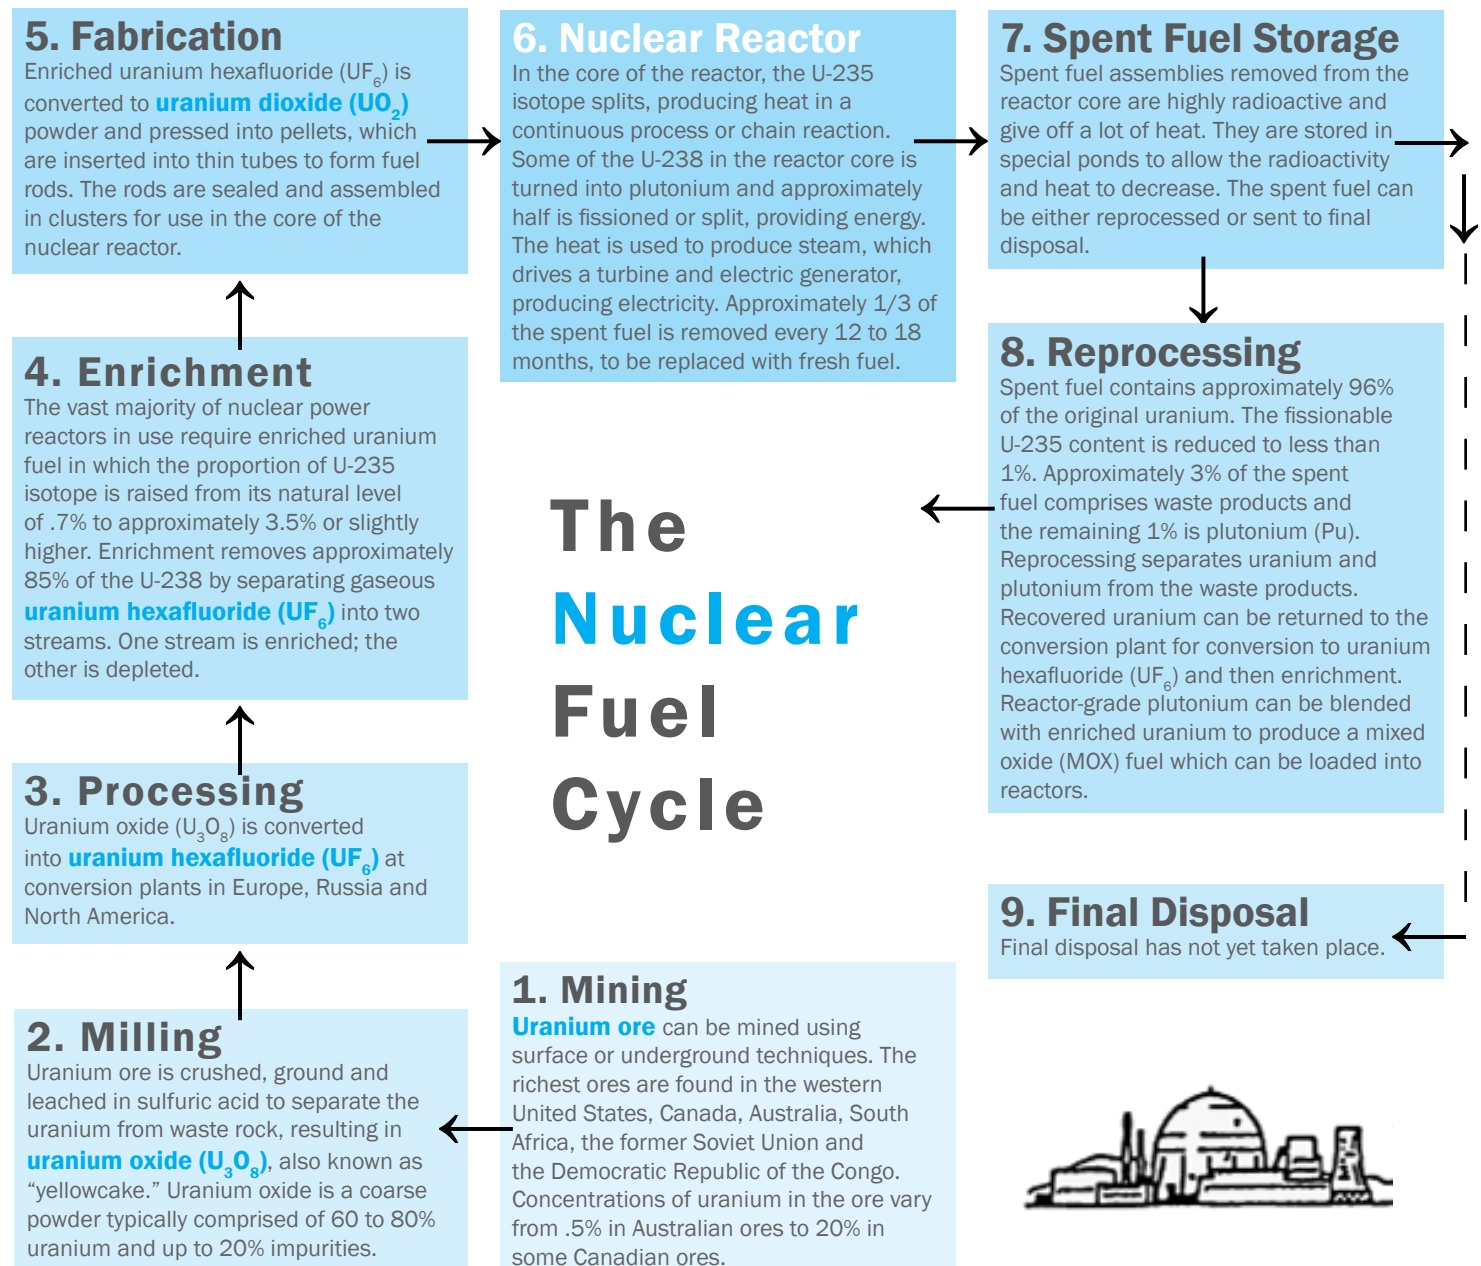 5. Fabrication
Enriched uranium hexafluoride (UF₆) is
converted to uranium dioxide (UO₂)
powder and pressed into pellets, which
are inserted into thin tubes to form fuel
rods. The rods are sealed and assembled
in clusters for use in the core of the
nuclear reactor.
6. Nuclear Reactor
In the core of the reactor, the U-235
isotope splits, producing heat in a
continuous process or chain reaction.
Some of the U-238 in the reactor core is
turned into plutonium and approximately
half is fissioned or split, providing energy.
The heat is used to produce steam, which
drives a turbine and electric generator,
producing electricity. Approximately 1/3 of
the spent fuel is removed every 12 to 18
months, to be replaced with fresh fuel.
7. Spent Fuel Storage
Spent fuel assemblies removed from the
reactor core are highly radioactive and
give off a lot of heat. They are stored in
special ponds to allow the radioactivity
and heat to decrease. The spent fuel can
be either reprocessed or sent to final
disposal.
4. Enrichment
The vast majority of nuclear power
reactors in use require enriched uranium
fuel in which the proportion of U-235
isotope is raised from its natural level
of .7% to approximately 3.5% or slightly
higher. Enrichment removes approximately
85% of the U-238 by separating gaseous
uranium hexafluoride (UF₆) into two
streams. One stream is enriched; the
other is depleted.
The
Nuclear
Fuel
Cycle
8. Reprocessing
Spent fuel contains approximately 96%
of the original uranium. The fissionable
U-235 content is reduced to less than
1%. Approximately 3% of the spent
fuel comprises waste products and
the remaining 1% is plutonium (Pu).
Reprocessing separates uranium and
plutonium from the waste products.
Recovered uranium can be returned to the
conversion plant for conversion to uranium
hexafluoride (UF₆) and then enrichment.
Reactor-grade plutonium can be blended
with enriched uranium to produce a mixed
oxide (MOX) fuel which can be loaded into
reactors.
3. Processing
Uranium oxide (U₃O₈) is converted
into uranium hexafluoride (UF₆) at
conversion plants in Europe, Russia and
North America.
9. Final Disposal
Final disposal has not yet taken place.
2. Milling
Uranium ore is crushed, ground and
leached in sulfuric acid to separate the
uranium from waste rock, resulting in
uranium oxide (U₃O₈), also known as
“yellowcake.” Uranium oxide is a coarse
powder typically comprised of 60 to 80%
uranium and up to 20% impurities.
1. Mining
Uranium ore can be mined using
surface or underground techniques. The
richest ores are found in the western
United States, Canada, Australia, South
Africa, the former Soviet Union and
the Democratic Republic of the Congo.
Concentrations of uranium in the ore vary
from .5% in Australian ores to 20% in
some Canadian ores.